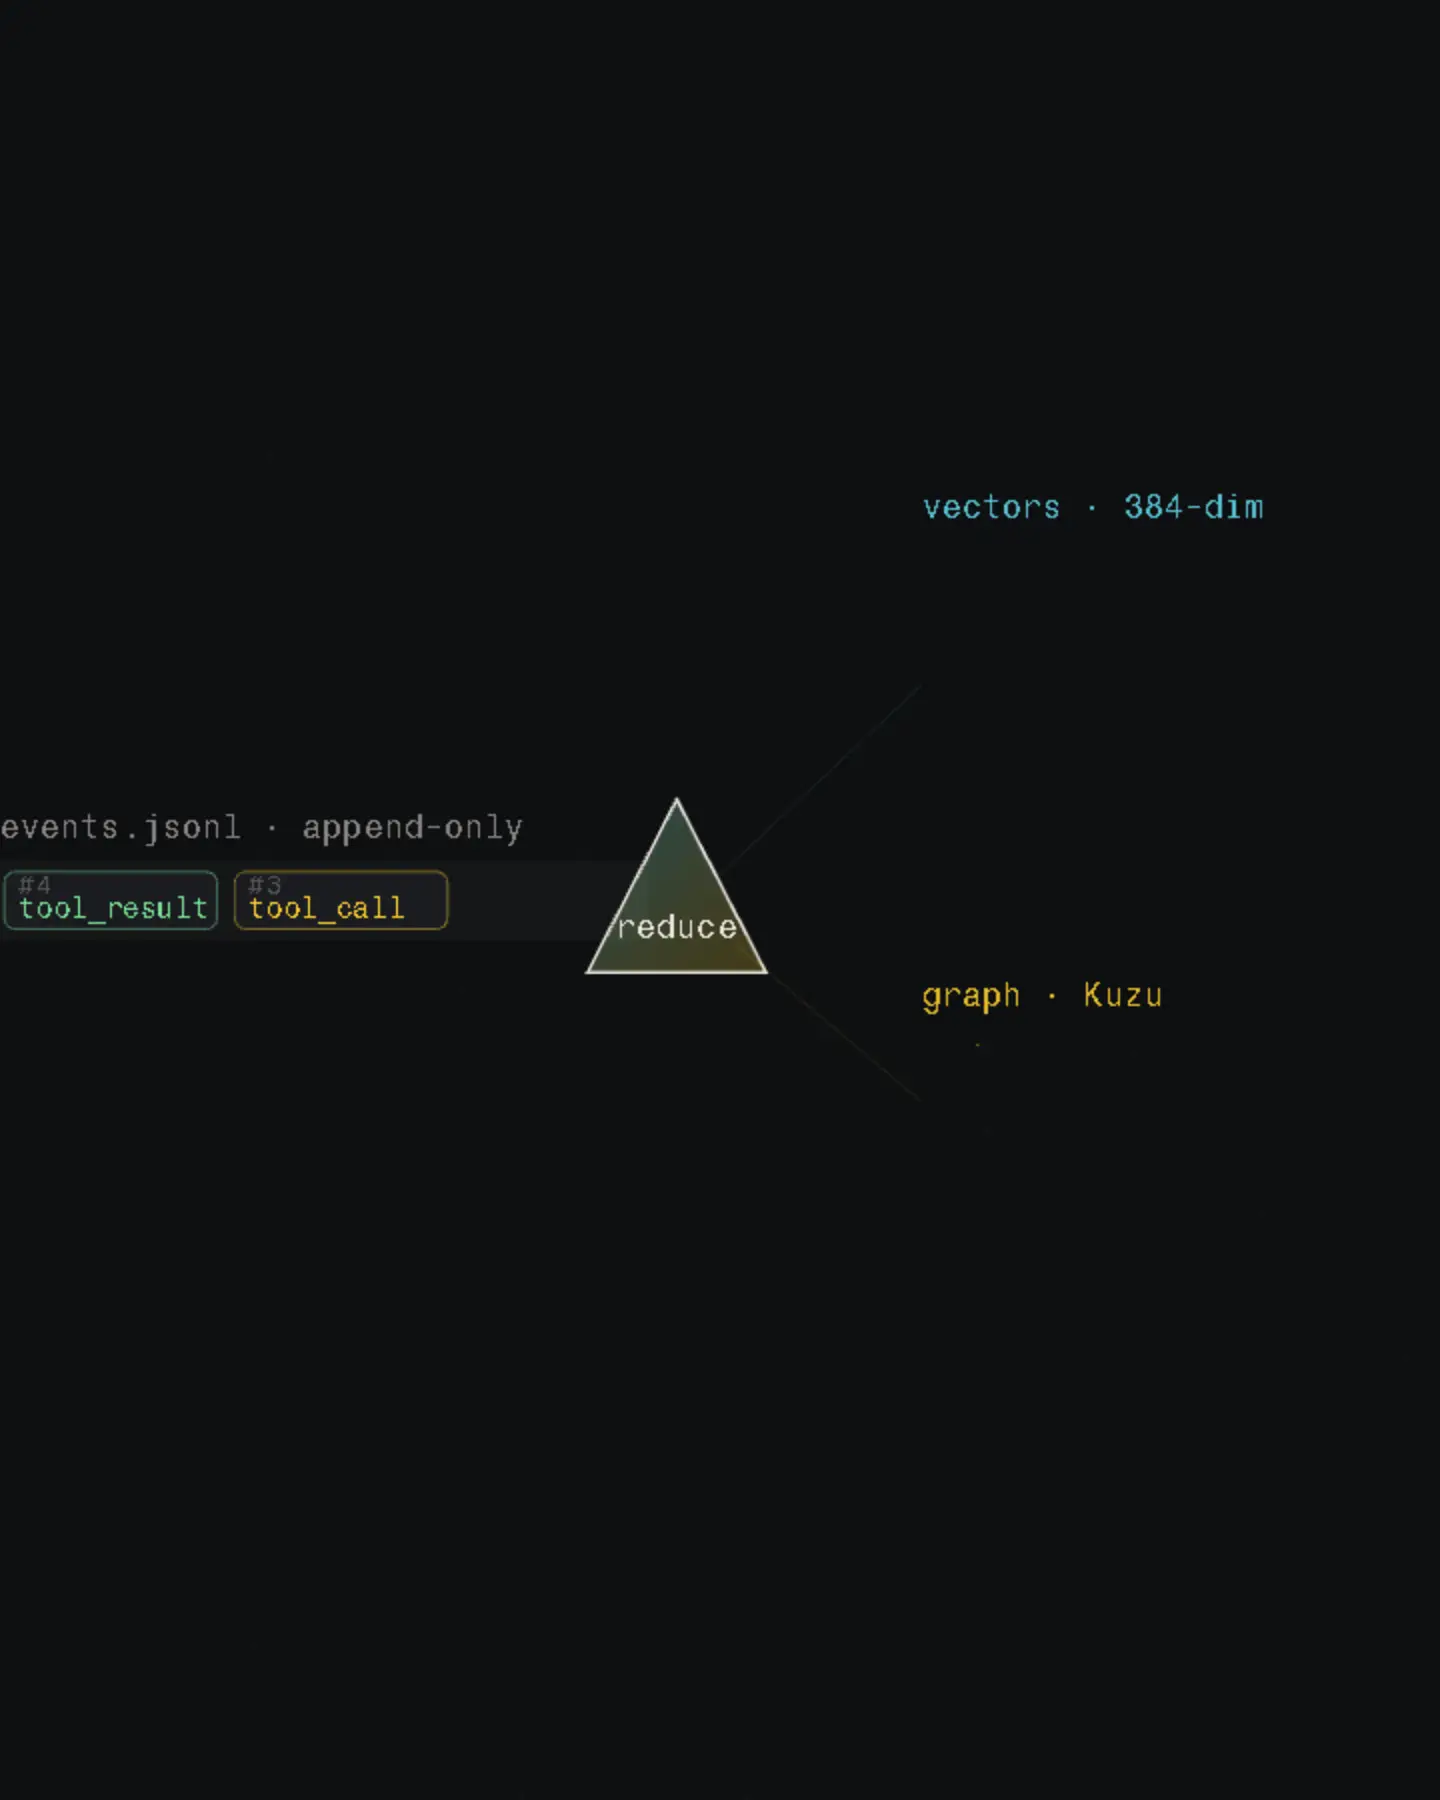 vectors · 384-dim
events.jsonl · append-only
#4
tool_result
#3
tool_call
reduce
graph · Kuzu